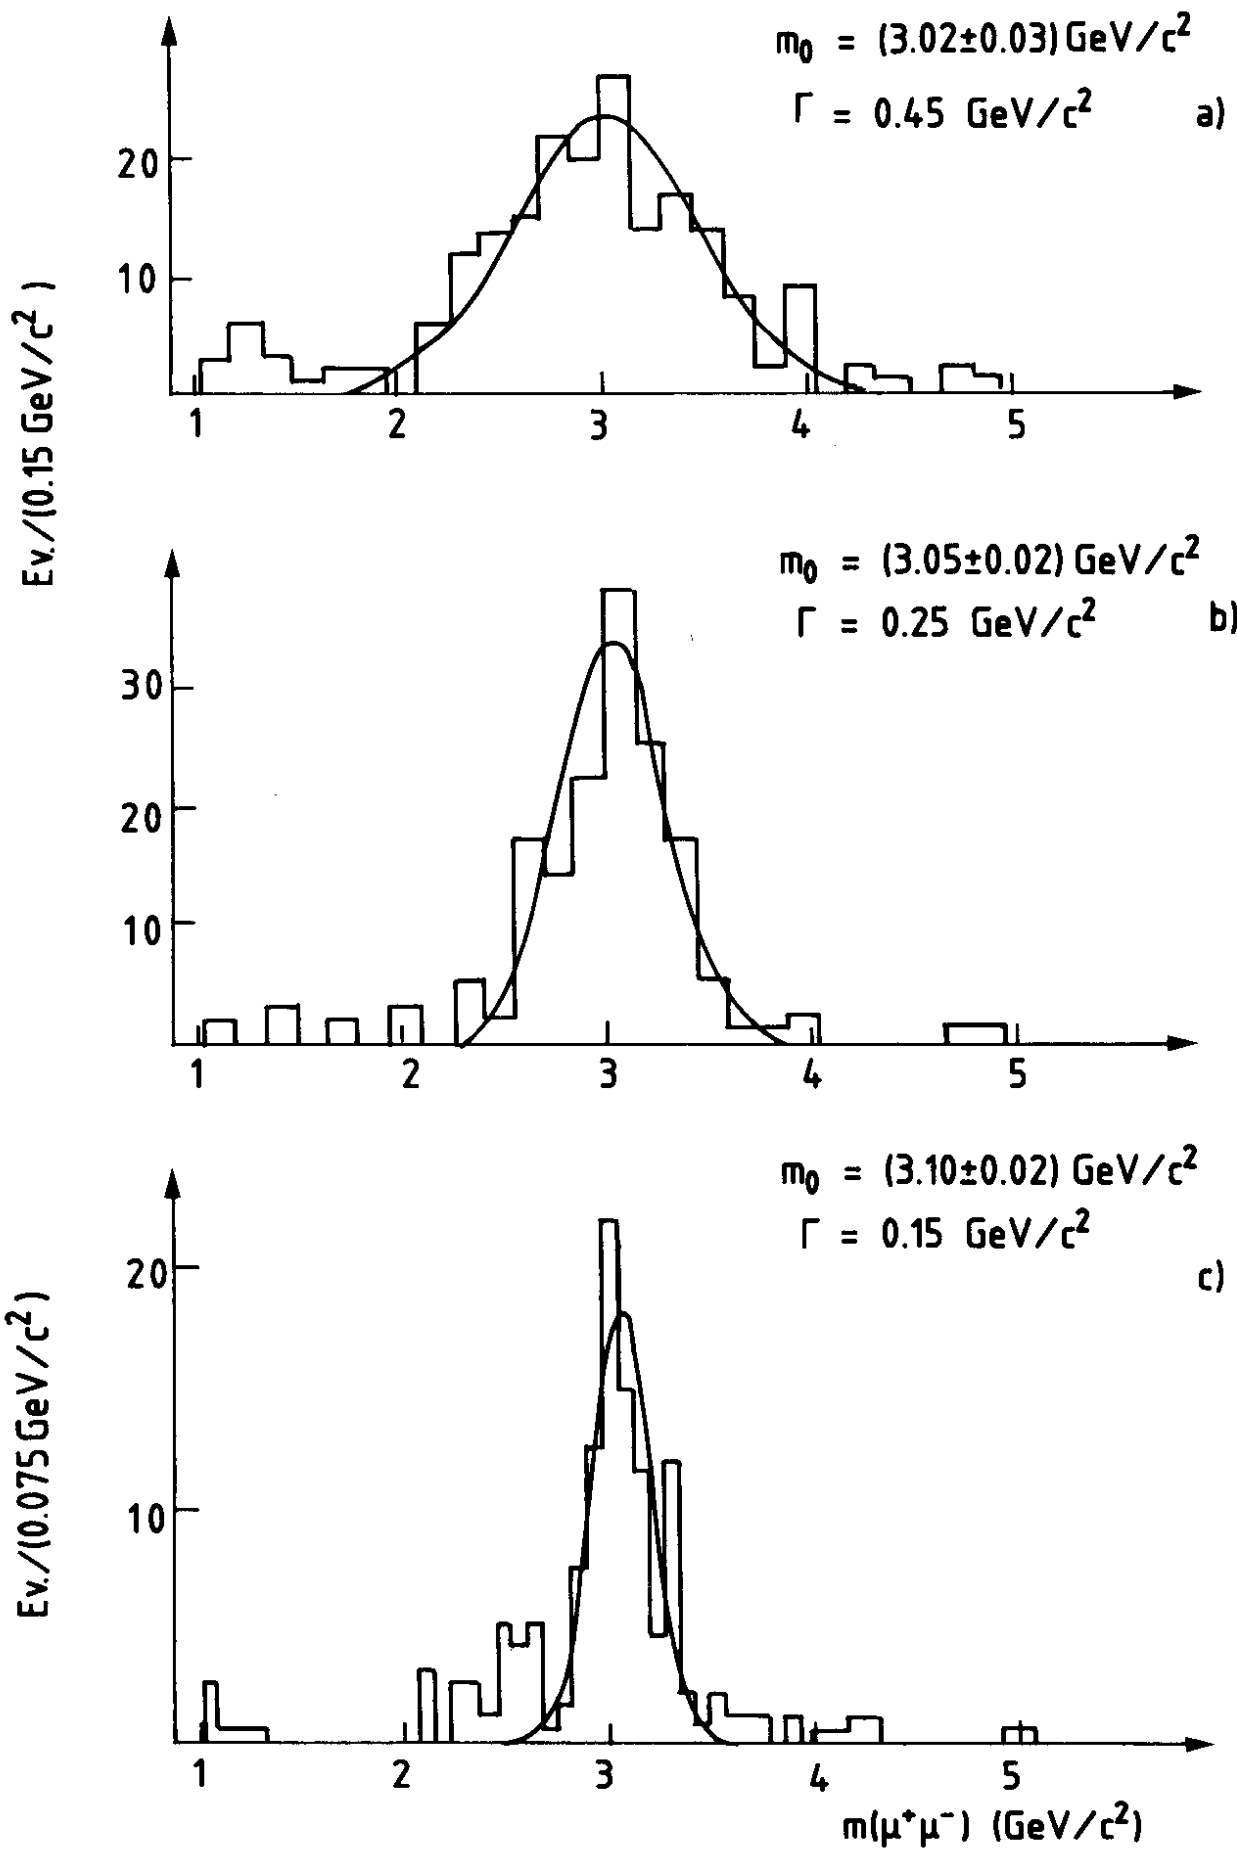 m₀ = (3.02±0.03) GeV/c²
Γ = 0.45 GeV/c²
a)
20
10
1 2 3 4 5
Ev./(0.15 GeV/c²)
m₀ = (3.05±0.02) GeV/c²
Γ = 0.25 GeV/c²
b)
30
20
10
1 2 3 4 5
m₀ = (3.10±0.02) GeV/c²
Γ = 0.15 GeV/c²
c)
20
10
Ev./(0.075 GeV/c²)
1 2 3 4 5
m(μ⁺μ⁻) (GeV/c²)